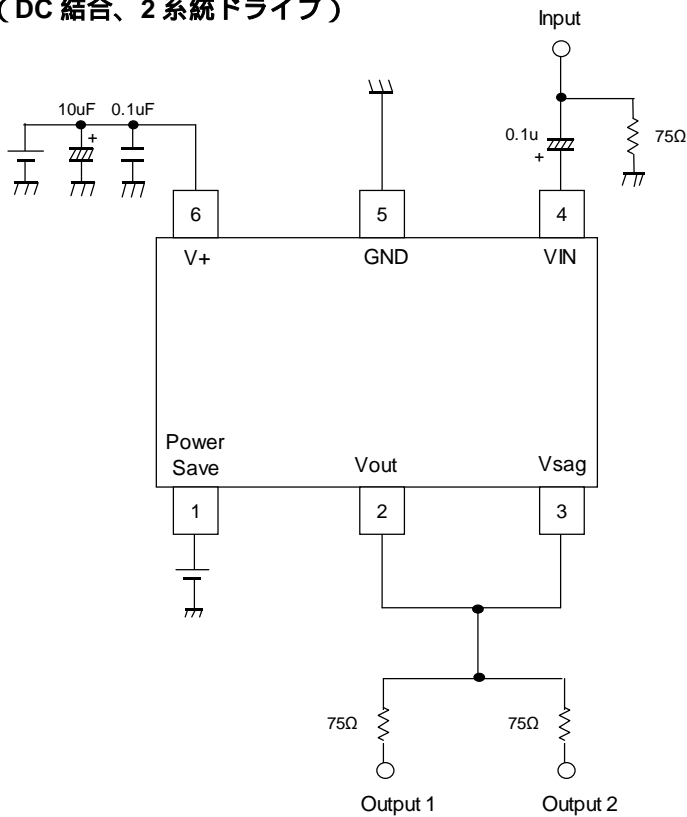 （DC 結合、2 系統ドライブ）
Input
10uF 0.1uF
0.1u
+
+
75Ω
6
5
4
V+
GND
VIN
Power
Save
Vout
Vsag
1
2
3
75Ω
75Ω
Output 1
Output 2